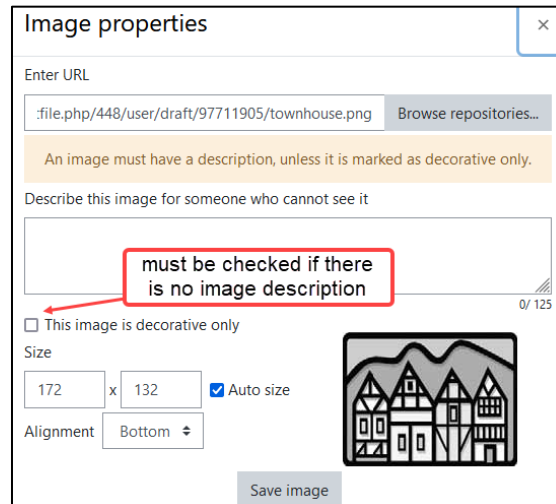 Image properties
×
Enter URL
:file.php/448/user/draft/97711905/townhouse.png Browse repositories...
An image must have a description, unless it is marked as decorative only.
Describe this image for someone who cannot see it
must be checked if there
is no image description
0/ 125
This image is decorative only
Size
172 x 132 Auto size
Alignment Bottom
Save image